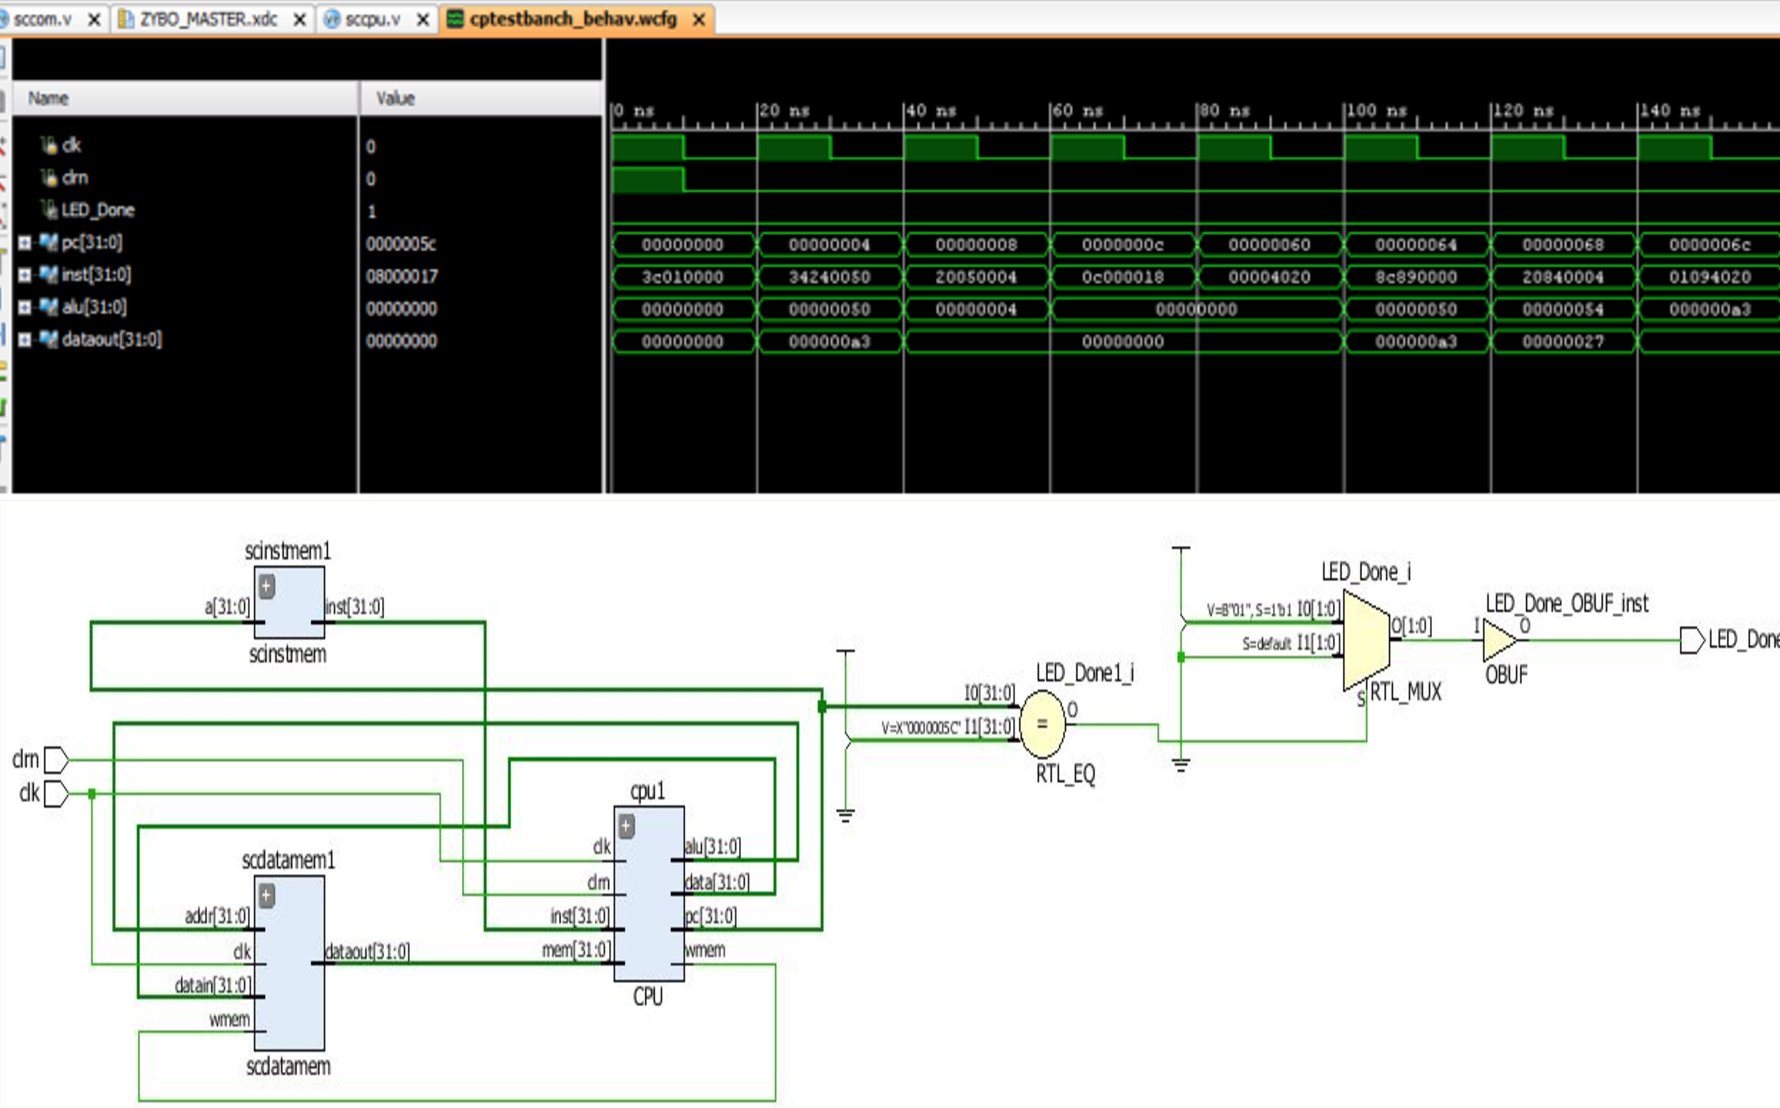 sccom.v X ZYBO_MASTER.xdc X sccpu.v X cptestbanch_behav.wcfg X
Name Value
0 ns 20 ns 40 ns 60 ns 80 ns 100 ns 120 ns 140 ns
clk 0
clrn 0
LED_Done 1
pc[31:0] 0000005c 00000000 00000004 00000008 0000000c 00000060 00000064 00000068 0000006c
inst[31:0] 08000017 3c010000 34240050 20050004 0c000018 00004020 8c890000 20840004 01094020
alu[31:0] 00000000 00000000 00000050 00000004 00000000 00000050 00000054 000000a3
dataout[31:0] 00000000 00000000 000000a3 00000000 000000a3 00000027
scinstmem1
a[31:0] inst[31:0]
scinstmem
LED_Done_i
V=B"01", S=1'b1 I0[1:0]
S=default I1[1:0]
O[1:0]
S RTL_MUX
LED_Done_OBUF_inst
I O
OBUF
LED_Done
LED_Done1_i
I0[31:0]
V=X"0000005C" I1[31:0]
O
=
RTL_EQ
clrn
clk
cpu1
clk alu[31:0]
clrn data[31:0]
inst[31:0] pc[31:0]
mem[31:0] wmem
CPU
scdatamem1
addr[31:0]
clk dataout[31:0]
datain[31:0]
wmem
scdatamem